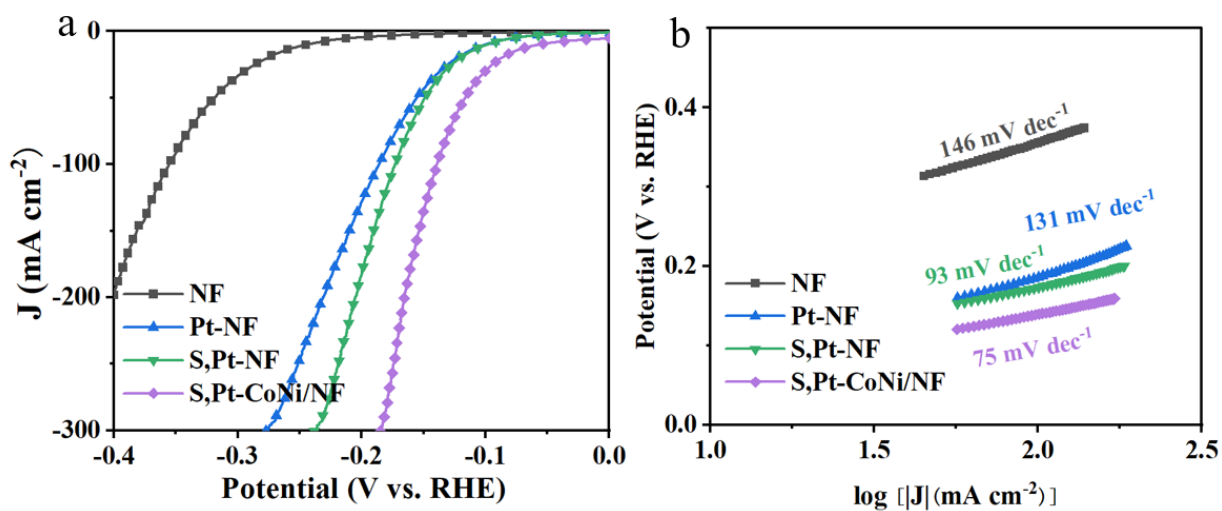 a
0
-100
-200
-300
J (mA cm⁻²)
NF
Pt-NF
S,Pt-NF
S,Pt-CoNi/NF
-0.4 -0.3 -0.2 -0.1 0.0
Potential (V vs. RHE)
b
0.4
0.2
0.0
Potential (V vs. RHE)
146 mV dec⁻¹
131 mV dec⁻¹
93 mV dec⁻¹
75 mV dec⁻¹
NF
Pt-NF
S,Pt-NF
S,Pt-CoNi/NF
1.0 1.5 2.0 2.5
log [|J|(mA cm⁻²)]